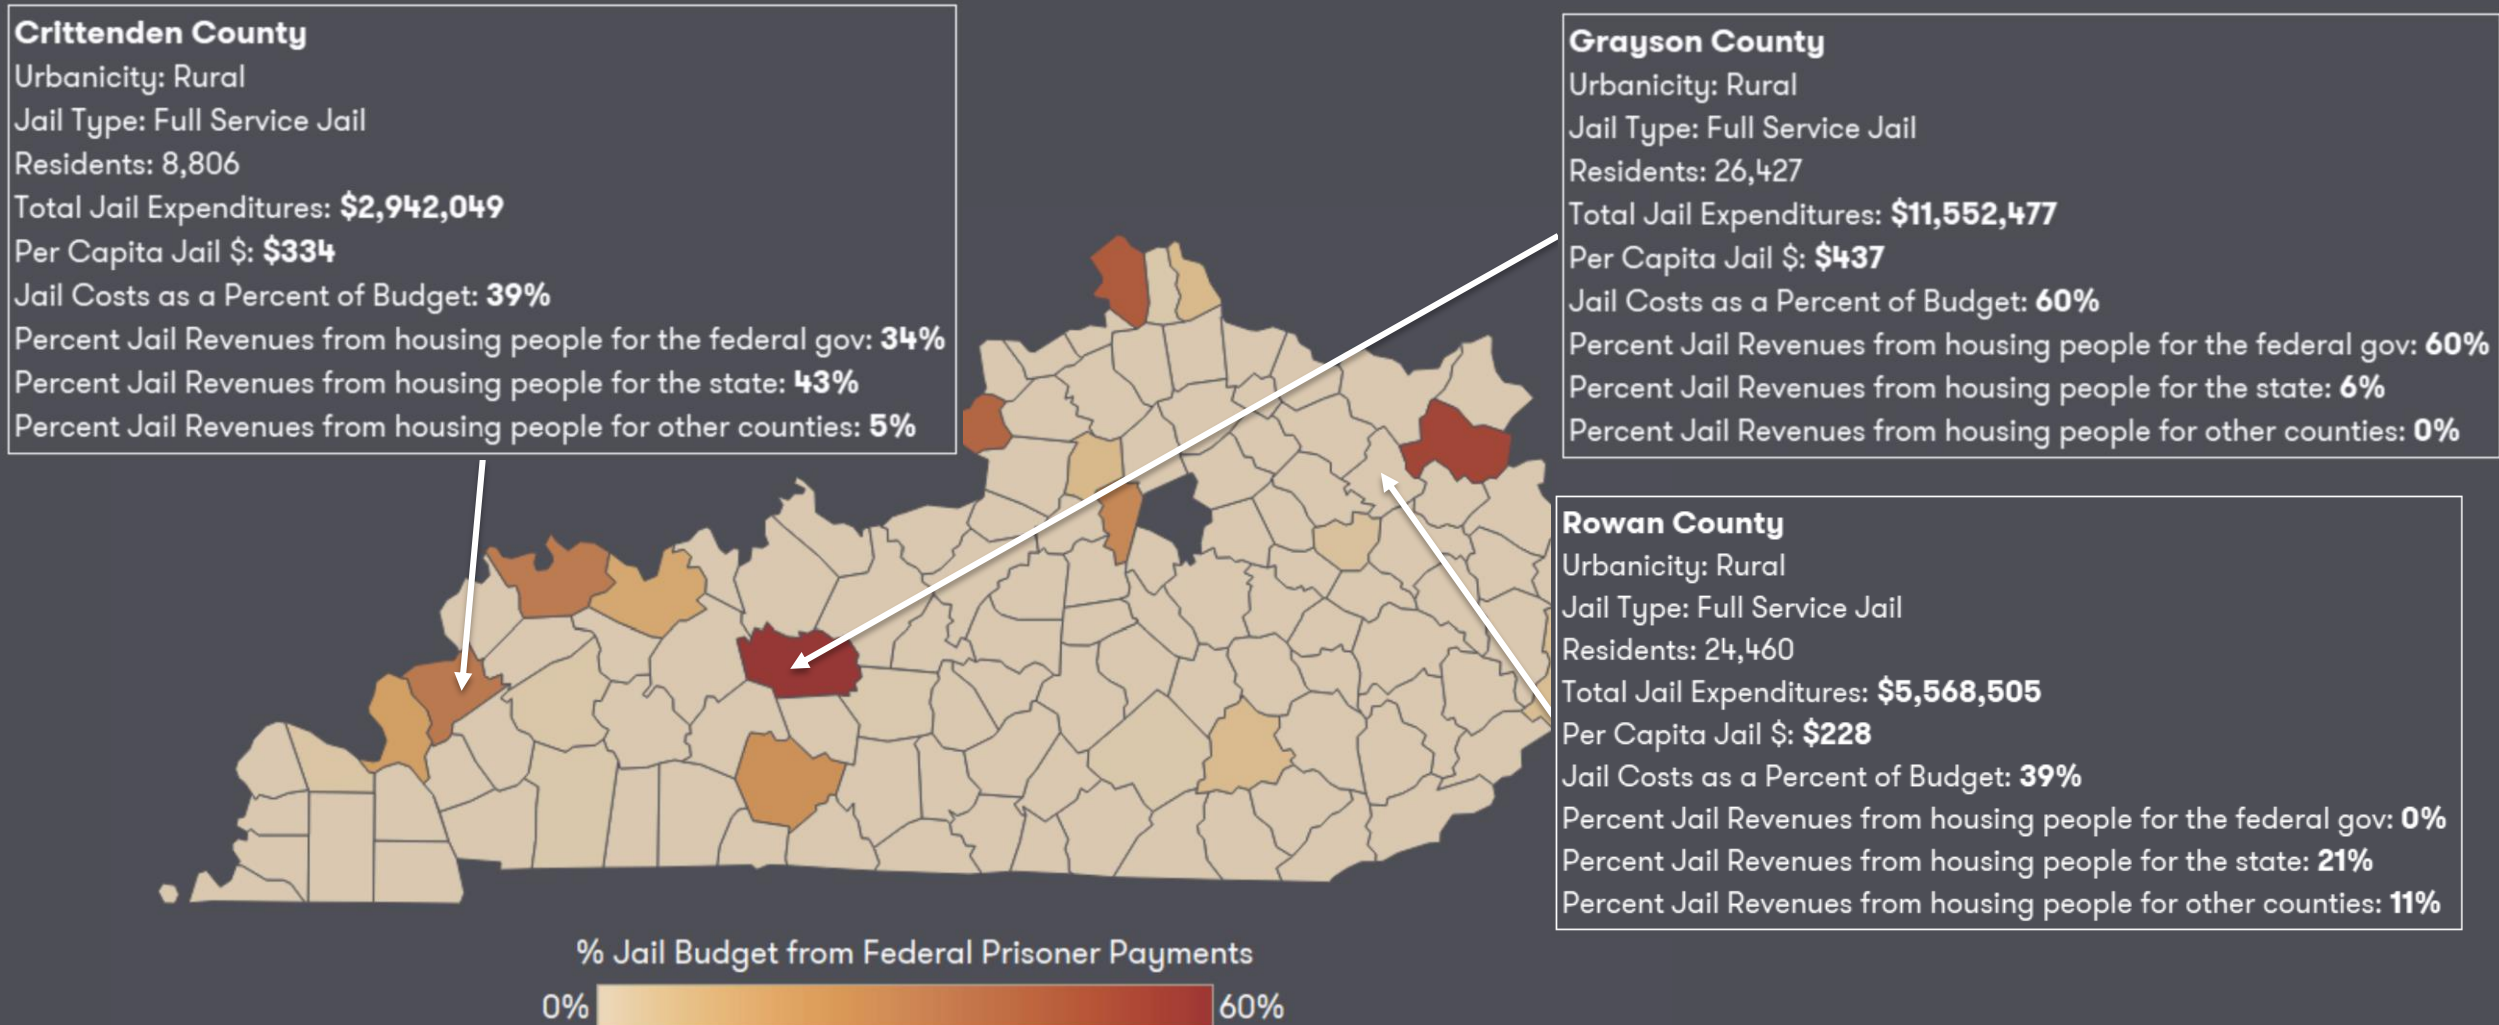 Crittenden County
Urbanicity: Rural
Jail Type: Full Service Jail
Residents: 8,806
Total Jail Expenditures: $2,942,049
Per Capita Jail $: $334
Jail Costs as a Percent of Budget: 39%
Percent Jail Revenues from housing people for the federal gov: 34%
Percent Jail Revenues from housing people for the state: 43%
Percent Jail Revenues from housing people for other counties: 5%
Grayson County
Urbanicity: Rural
Jail Type: Full Service Jail
Residents: 26,427
Total Jail Expenditures: $11,552,477
Per Capita Jail $: $437
Jail Costs as a Percent of Budget: 60%
Percent Jail Revenues from housing people for the federal gov: 60%
Percent Jail Revenues from housing people for the state: 6%
Percent Jail Revenues from housing people for other counties: 0%
Rowan County
Urbanicity: Rural
Jail Type: Full Service Jail
Residents: 24,460
Total Jail Expenditures: $5,568,505
Per Capita Jail $: $228
Jail Costs as a Percent of Budget: 39%
Percent Jail Revenues from housing people for the federal gov: 0%
Percent Jail Revenues from housing people for the state: 21%
Percent Jail Revenues from housing people for other counties: 11%
% Jail Budget from Federal Prisoner Payments
0% 60%